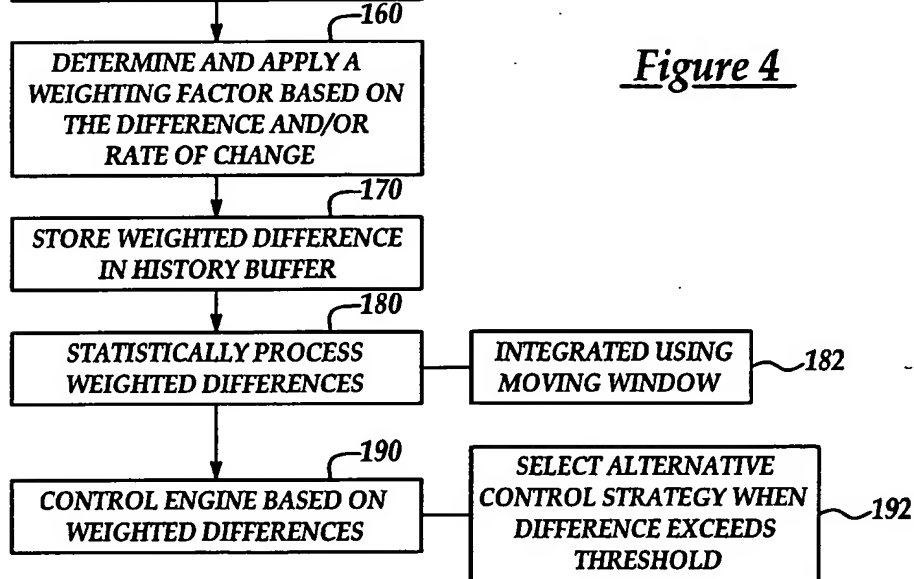 160
Figure 4
DETERMINE AND APPLY A
WEIGHTING FACTOR BASED ON
THE DIFFERENCE AND/OR
RATE OF CHANGE
170
STORE WEIGHTED DIFFERENCE
IN HISTORY BUFFER
180
STATISTICALLY PROCESS
WEIGHTED DIFFERENCES
INTEGRATED USING
MOVING WINDOW
182
190
CONTROL ENGINE BASED ON
WEIGHTED DIFFERENCES
SELECT ALTERNATIVE
CONTROL STRATEGY WHEN
DIFFERENCE EXCEEDS
THRESHOLD
192